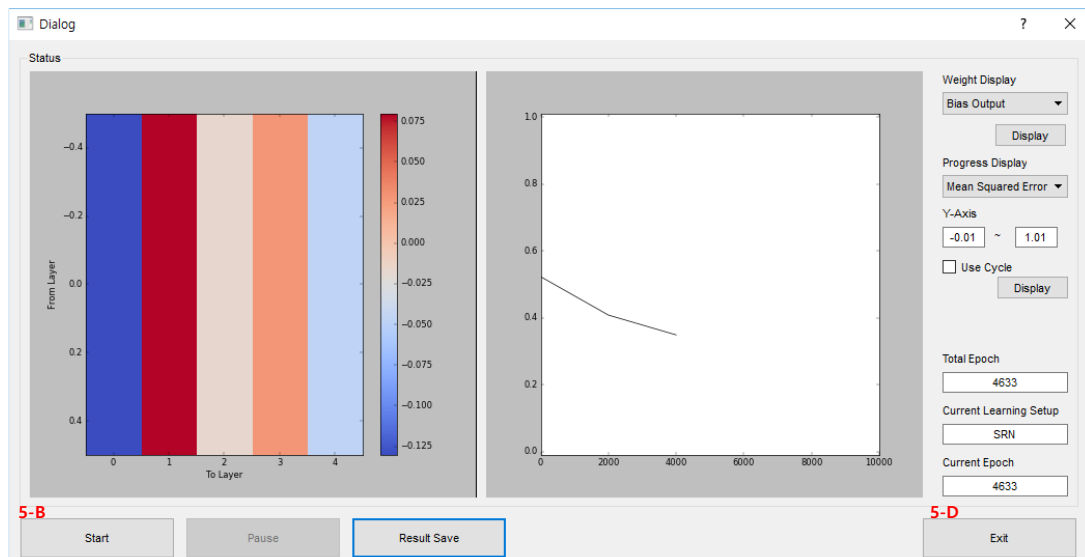 Dialog
?
Status
−0.4
−0.2
0.0
0.2
0.4
From Layer
0 1 2 3 4
To Layer
0.075
0.050
0.025
0.000
−0.025
−0.050
−0.075
−0.100
−0.125
1.0
0.8
0.6
0.4
0.2
0.0
0 2000 4000 6000 8000 10000
Weight Display
Bias Output
Display
Progress Display
Mean Squared Error
Y-Axis
-0.01 ~ 1.01
Use Cycle
Display
Total Epoch
4633
Current Learning Setup
SRN
Current Epoch
4633
5-B
Start
Pause
Result Save
5-D
Exit